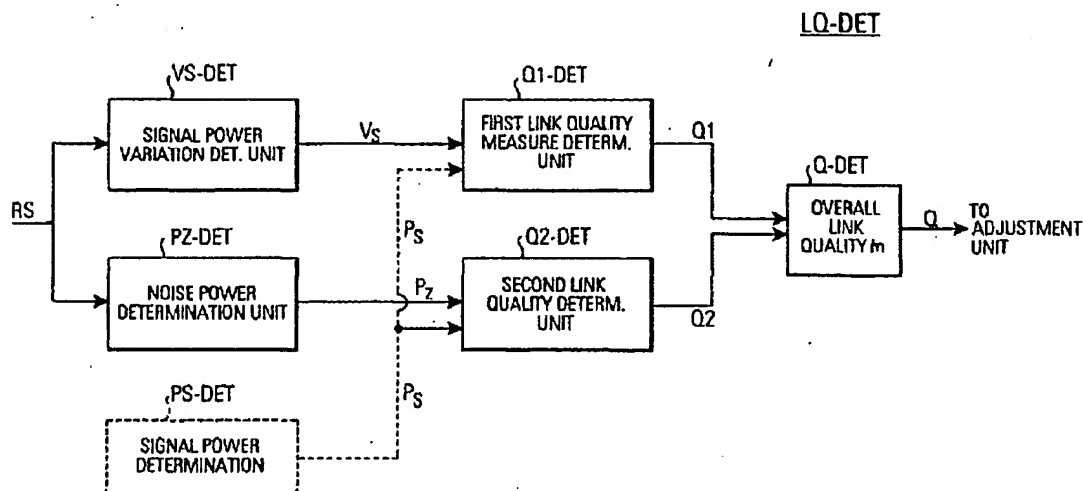 LQ-DET
VS-DET
Q1-DET
SIGNAL POWER
VARIATION DET. UNIT
VS
FIRST LINK QUALITY
MEASURE DETERM.
UNIT
Q1
Q-DET
RS
OVERALL
LINK
QUALITY fn
Q
TO
ADJUSTMENT
UNIT
PZ-DET
PS
Q2-DET
NOISE POWER
DETERMINATION UNIT
PZ
SECOND LINK
QUALITY DETERM.
UNIT
Q2
PS-DET
PS
SIGNAL POWER
DETERMINATION